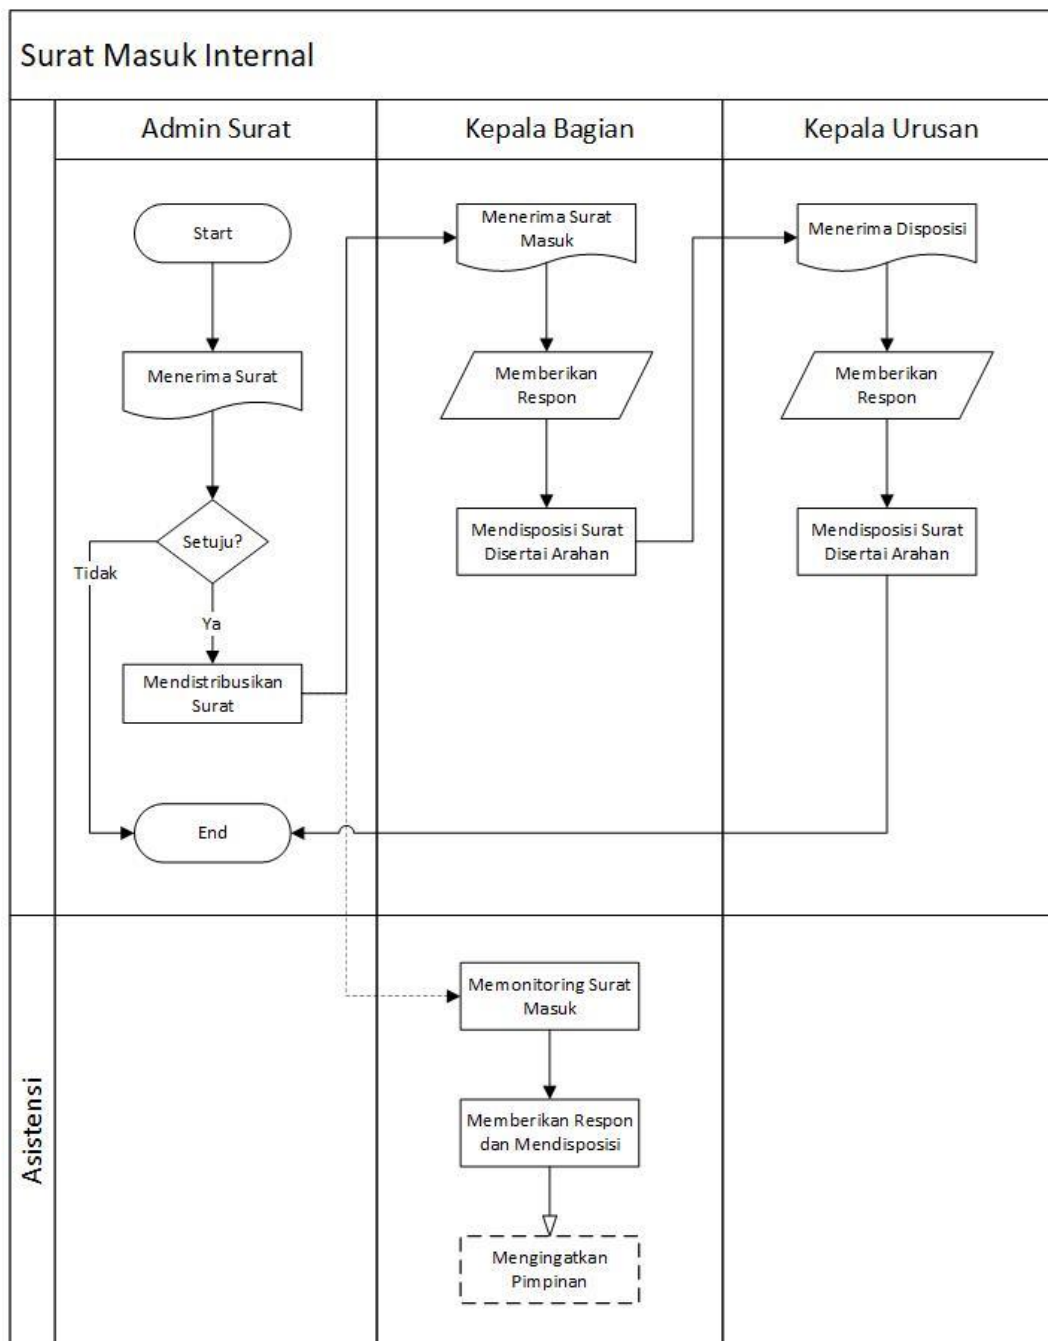 Surat Masuk Internal
Admin Surat
Kepala Bagian
Kepala Urusan
Start
Menerima Surat
Setuju?
Tidak
Ya
Mendistribusikan
Surat
End
Menerima Surat
Masuk
Memberikan
Respon
Mendisposisi Surat
Disertai Arahan
Menerima Disposisi
Memberikan
Respon
Mendisposisi Surat
Disertai Arahan
Asistensi
Memonitoring Surat
Masuk
Memberikan Respon
dan Mendisposisi
Mengingatkan
Pimpinan